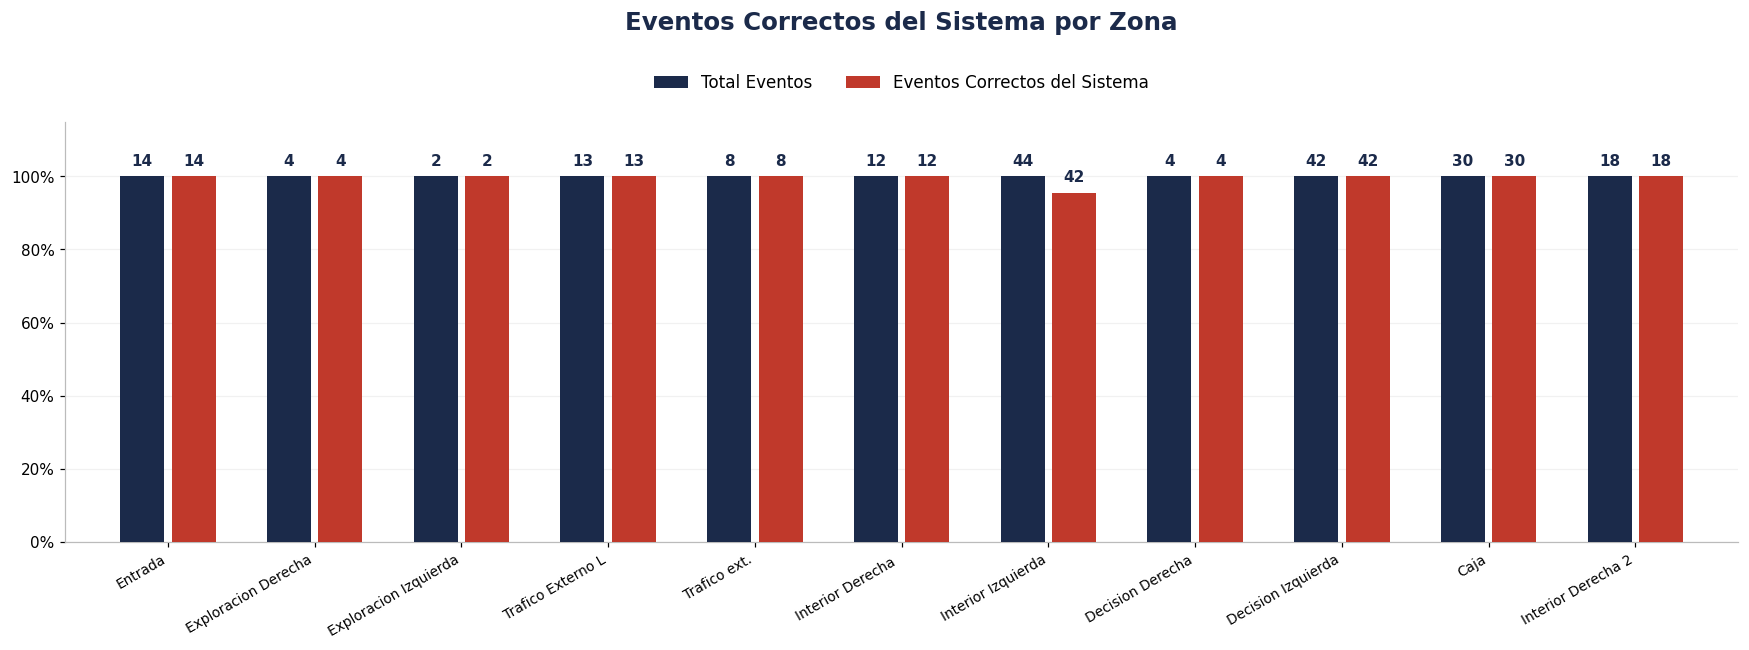 Eventos Correctos del Sistema por Zona
Total Eventos
Eventos Correctos del Sistema
14 14 4 4 2 2 13 13 8 8 12 12 44 42 4 4 42 42 30 30 18 18
100%
80%
60%
40%
20%
0%
Entrada
Exploracion Derecha
Exploracion Izquierda
Trafico Externo L
Trafico ext.
Interior Derecha
Interior Izquierda
Decision Derecha
Decision Izquierda
Caja
Interior Derecha 2